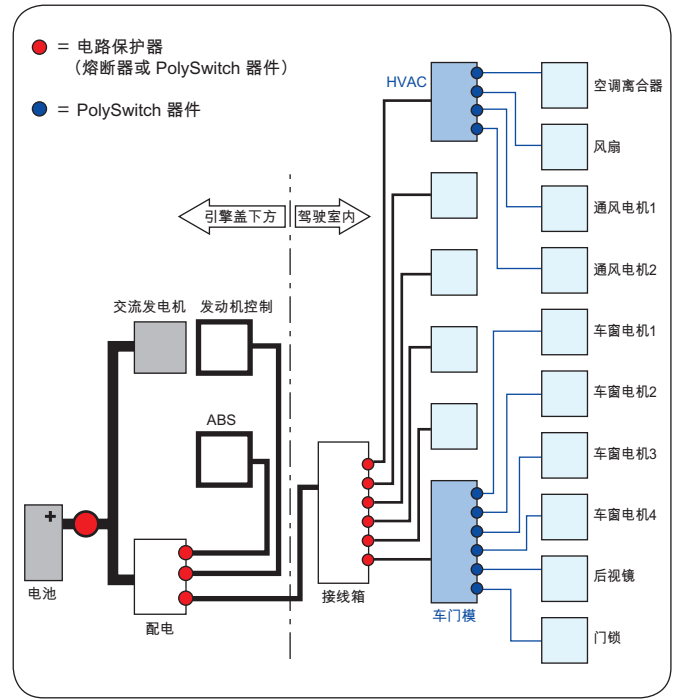 = 电路保护器
（熔断器或 PolySwitch 器件）
= PolySwitch 器件
HVAC
空调离合器
风扇
引擎盖下方
驾驶室内
通风电机1
通风电机2
交流发电机
发动机控制
车窗电机1
车窗电机2
ABS
车窗电机3
+
车窗电机4
电池
配电
接线箱
车门模
后视镜
门锁